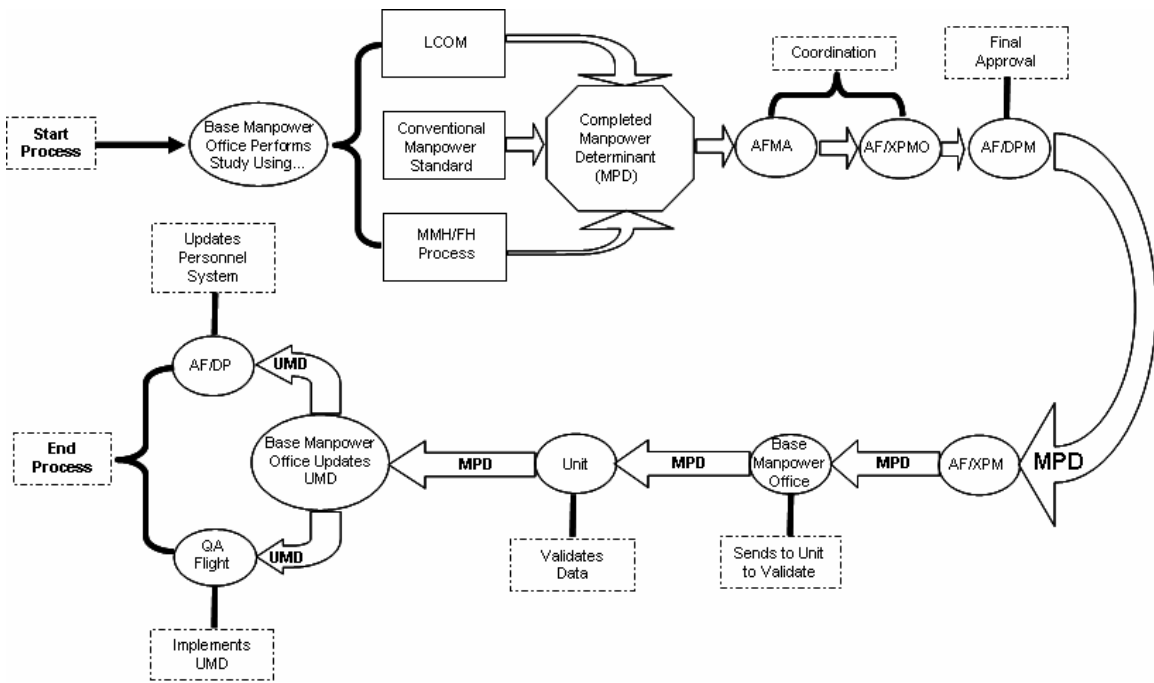 LCOM
Coordination
Final
Approval
Start
Process
Base Manpower
Office Performs
Study Using...
Conventional
Manpower
Standard
Completed
Manpower
Determinant
(MPD)
AFMA
AF/XPMO
AF/DPM
MMH/FH
Process
Updates
Personnel
System
AF/DP
UMD
End
Process
Base Manpower
Office Updates
UMD
MPD
Unit
MPD
Base
Manpower
Office
MPD
AF/XPM
MPD
QA
Flight
UMD
Validates
Data
Sends to Unit
to Validate
Implements
UMD